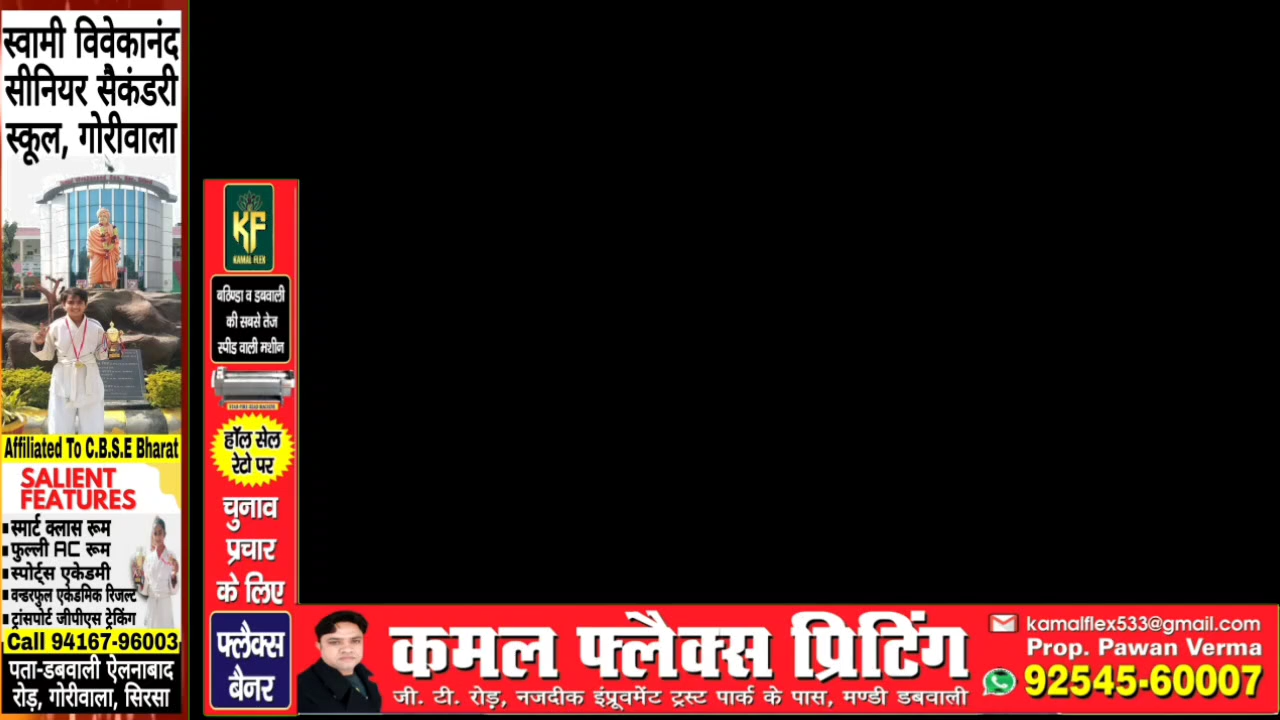 स्वामी विवेकानंद
सीनियर सैकंडरी
स्कूल, गोरीवाला
Affiliated To C.B.S.E Bharat
SALIENT
FEATURES
स्मार्ट क्लास रूम
फुल्ली AC रूम
स्पोर्ट्स एकेडमी
वन्डरफुल एकेडमिक रिजल्ट
ट्रांसपोर्ट जीपीएस ट्रेकिंग
Call 94167-96003
पता-डबवाली ऐलनाबाद
रोड़, गोरीवाला, सिरसा
KF
KAMAL FLEX
बठिण्डा व डबवाली
की सबसे तेज
स्पीड वाली मशीन
हॉल सेल
रेटो पर
चुनाव
प्रचार
के लिए
फ्लैक्स
बैनर
कमल फ्लैक्स प्रिटिंग
जी. टी. रोड़, नजदीक इंप्रूवमेंट ट्रस्ट पार्क के पास, मण्डी डबवाली
kamalflex533@gmail.com
Prop. Pawan Verma
92545-60007